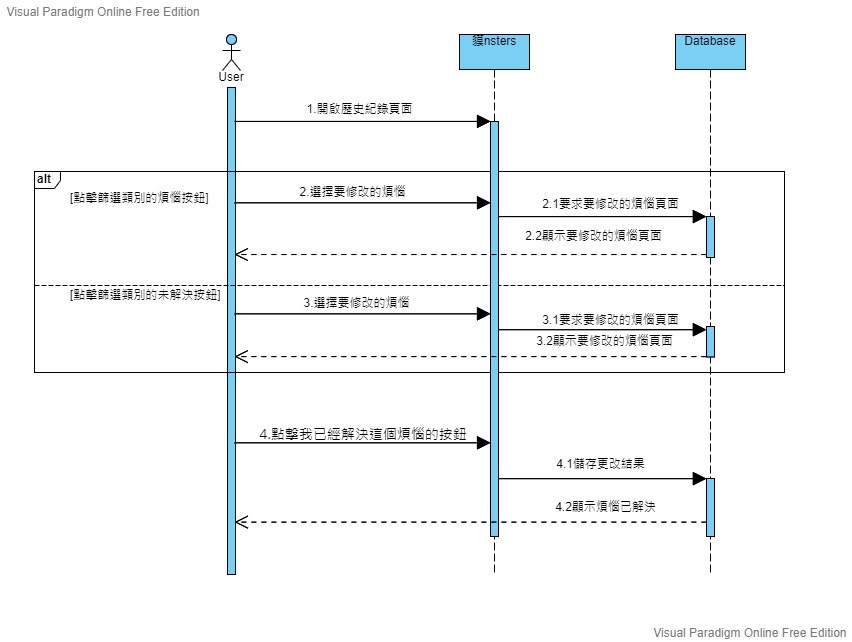 Visual Paradigm Online Free Edition
User
貘nsters
Database
1.開啟歷史紀錄頁面
alt
[點擊篩選類別的煩惱按鈕]
2.選擇要修改的煩惱
2.1要求要修改的煩惱頁面
2.2顯示要修改的煩惱頁面
[點擊篩選類別的未解決按鈕]
3.選擇要修改的煩惱
3.1要求要修改的煩惱頁面
3.2顯示要修改的煩惱頁面
4.點擊我已經解決這個煩惱的按鈕
4.1儲存更改結果
4.2顯示煩惱已解決
Visual Paradigm Online Free Edition